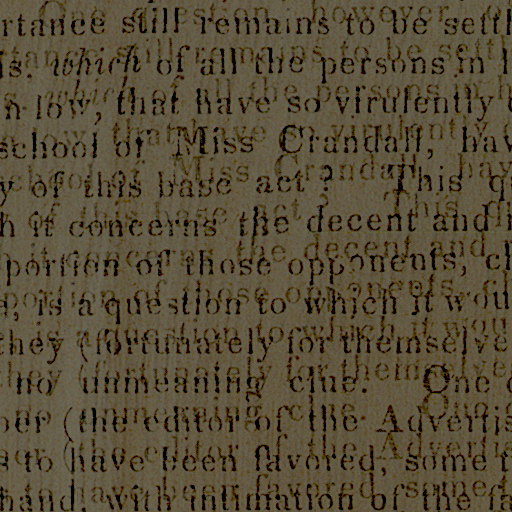 rtance still remains to be settl
is. which of all the persons in h
n low, that have so virulently
school of Miss Crandall, hav
y of this base act? This qu
h it concerns the decent and
portion of those opponents, cl
is a question to which it wou
they (fortunately for themselve
no unmeaning clue. One
per (the editor of the Advertis
s to have been favored, some
hand, with intimation of the fa